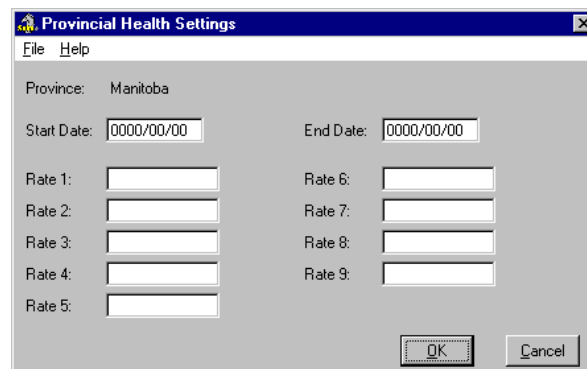 Provincial Health Settings
File Help
Province: Manitoba
Start Date: 0000/00/00 End Date: 0000/00/00
Rate 1: Rate 6:
Rate 2: Rate 7:
Rate 3: Rate 8:
Rate 4: Rate 9:
Rate 5:
OK Cancel